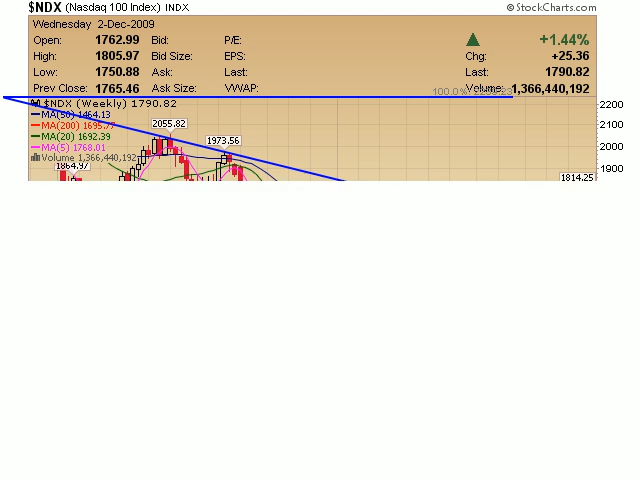 $NDX (Nasdaq 100 Index) INDX © StockCharts.com
Wednesday 2-Dec-2009
Open: 1762.99 Bid: P/E: +1.44%
High: 1805.97 Bid Size: EPS: Chg: +25.36
Low: 1750.88 Ask: Last: Last: 1790.82
Prev Close: 1765.46 Ask Size: VWAP: Volume: 1,366,440,192
100.0%
$NDX (Weekly) 1790.82
MA(50) 1464.13
MA(200) 1695.77
MA(20) 1692.39
MA(5) 1768.01
Volume 1,366,440,192
2055.82
1973.56
1864.97
2200
2100
2000
1900
1814.25